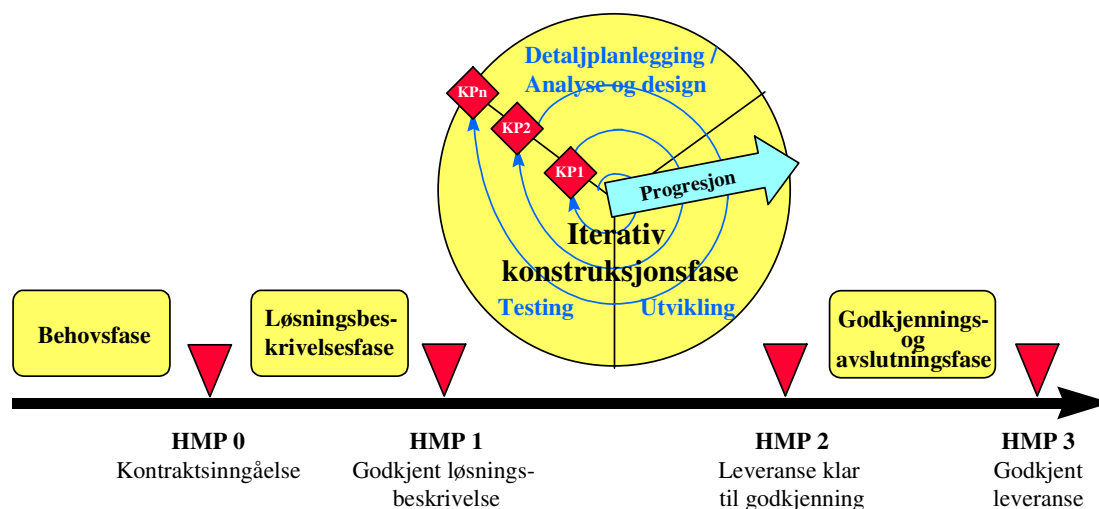 Detaljplanlegging /
Analyse og design
KPn
KP2
KP1
Progresjon
Iterativ
konstruksjonsfase
Testing
Utvikling
Behovsfase
Løsningsbes-
krivelsesfase
Godkjennings-
og
avslutningsfase
HMP 0
Kontraktsinngåelse
HMP 1
Godkjent løsnings-
beskrivelse
HMP 2
Leveranse klar
til godkjenning
HMP 3
Godkjent
leveranse